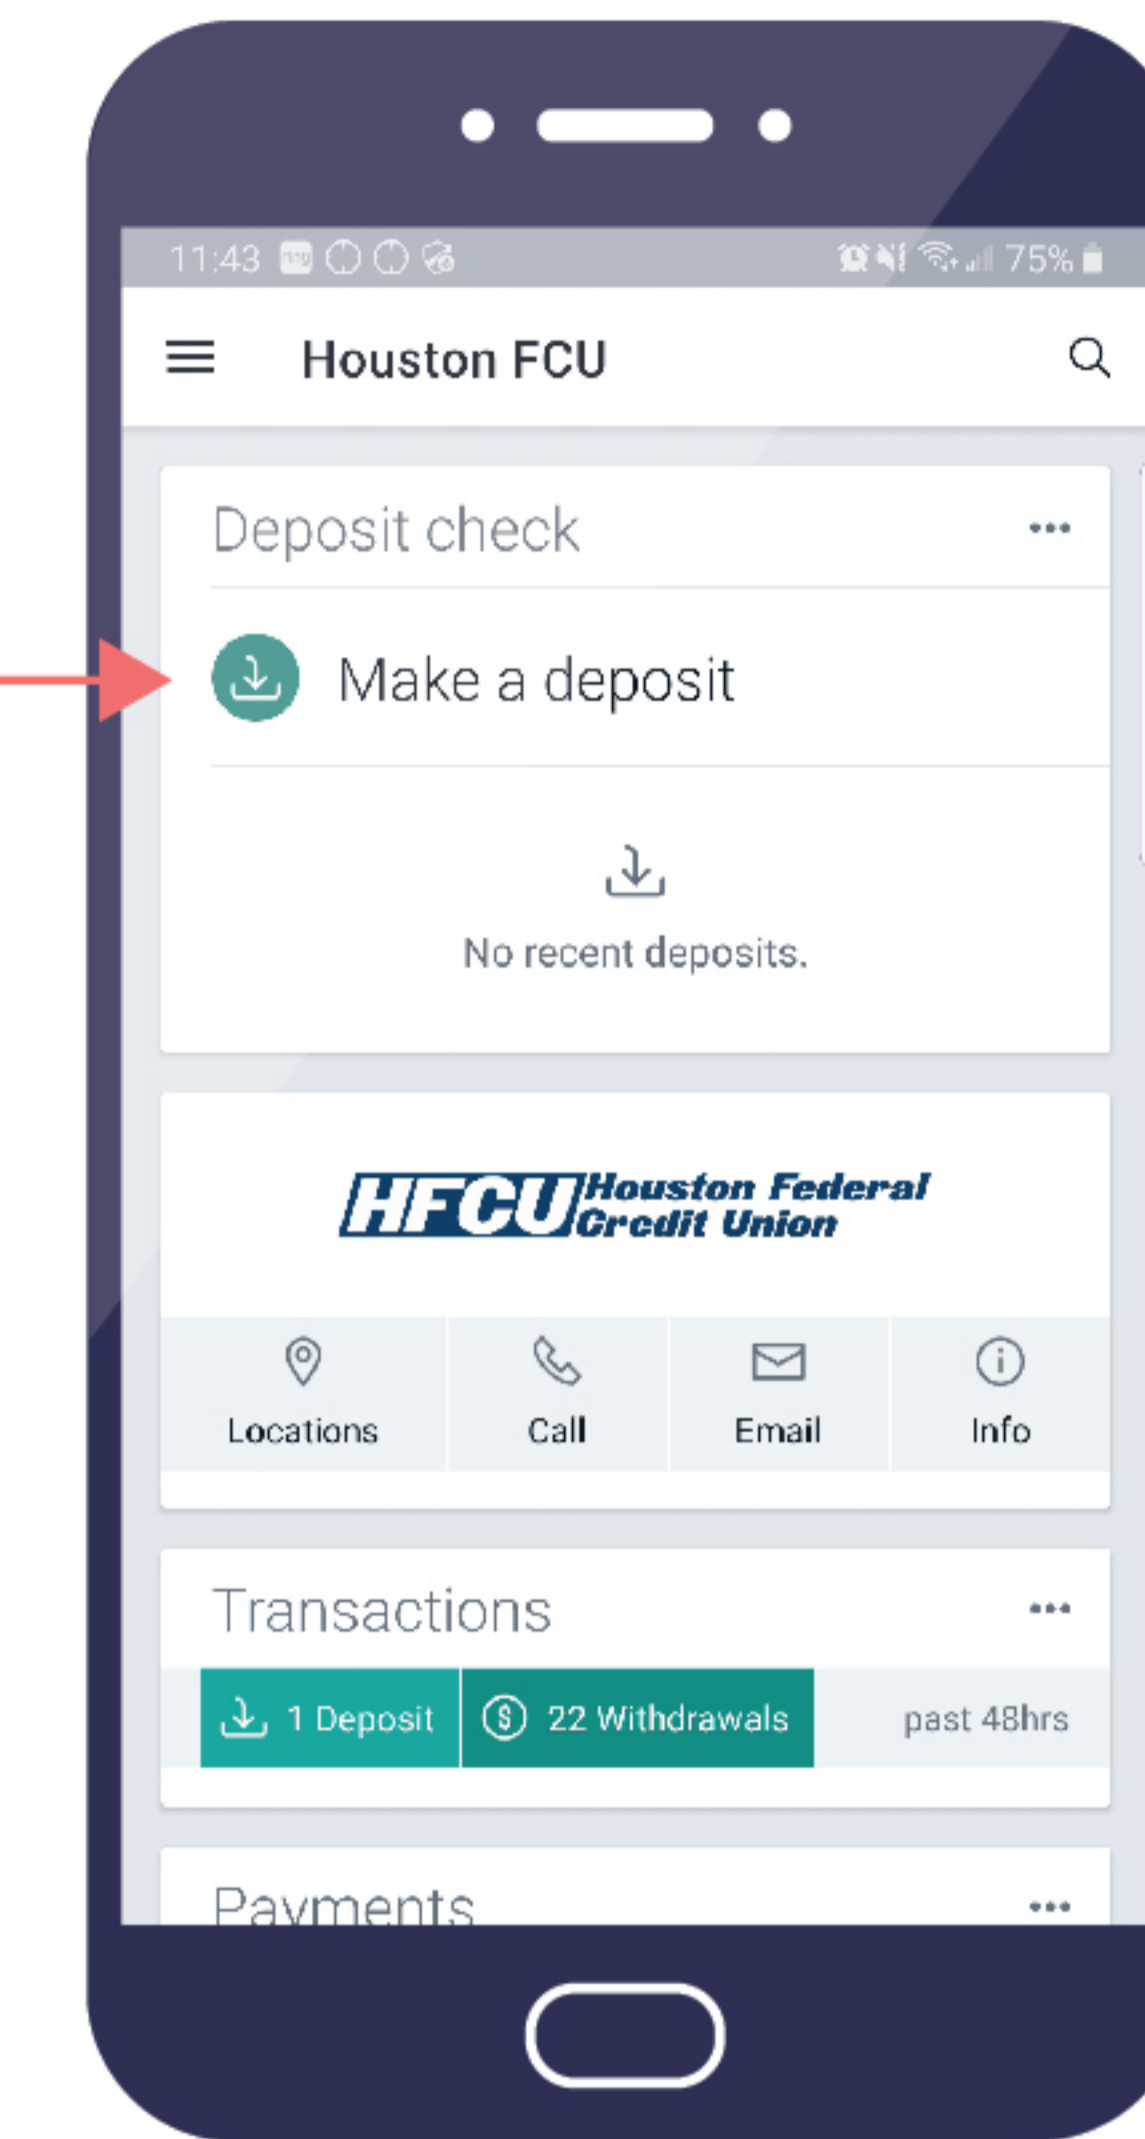 11:43
ring
75%
Houston FCU
Deposit check
Make a deposit
No recent deposits.
HFCU Houston Federal
Credit Union
Locations
Call
Email
Info
Transactions
1 Deposit
22 Withdrawals
past 48hrs
Payments